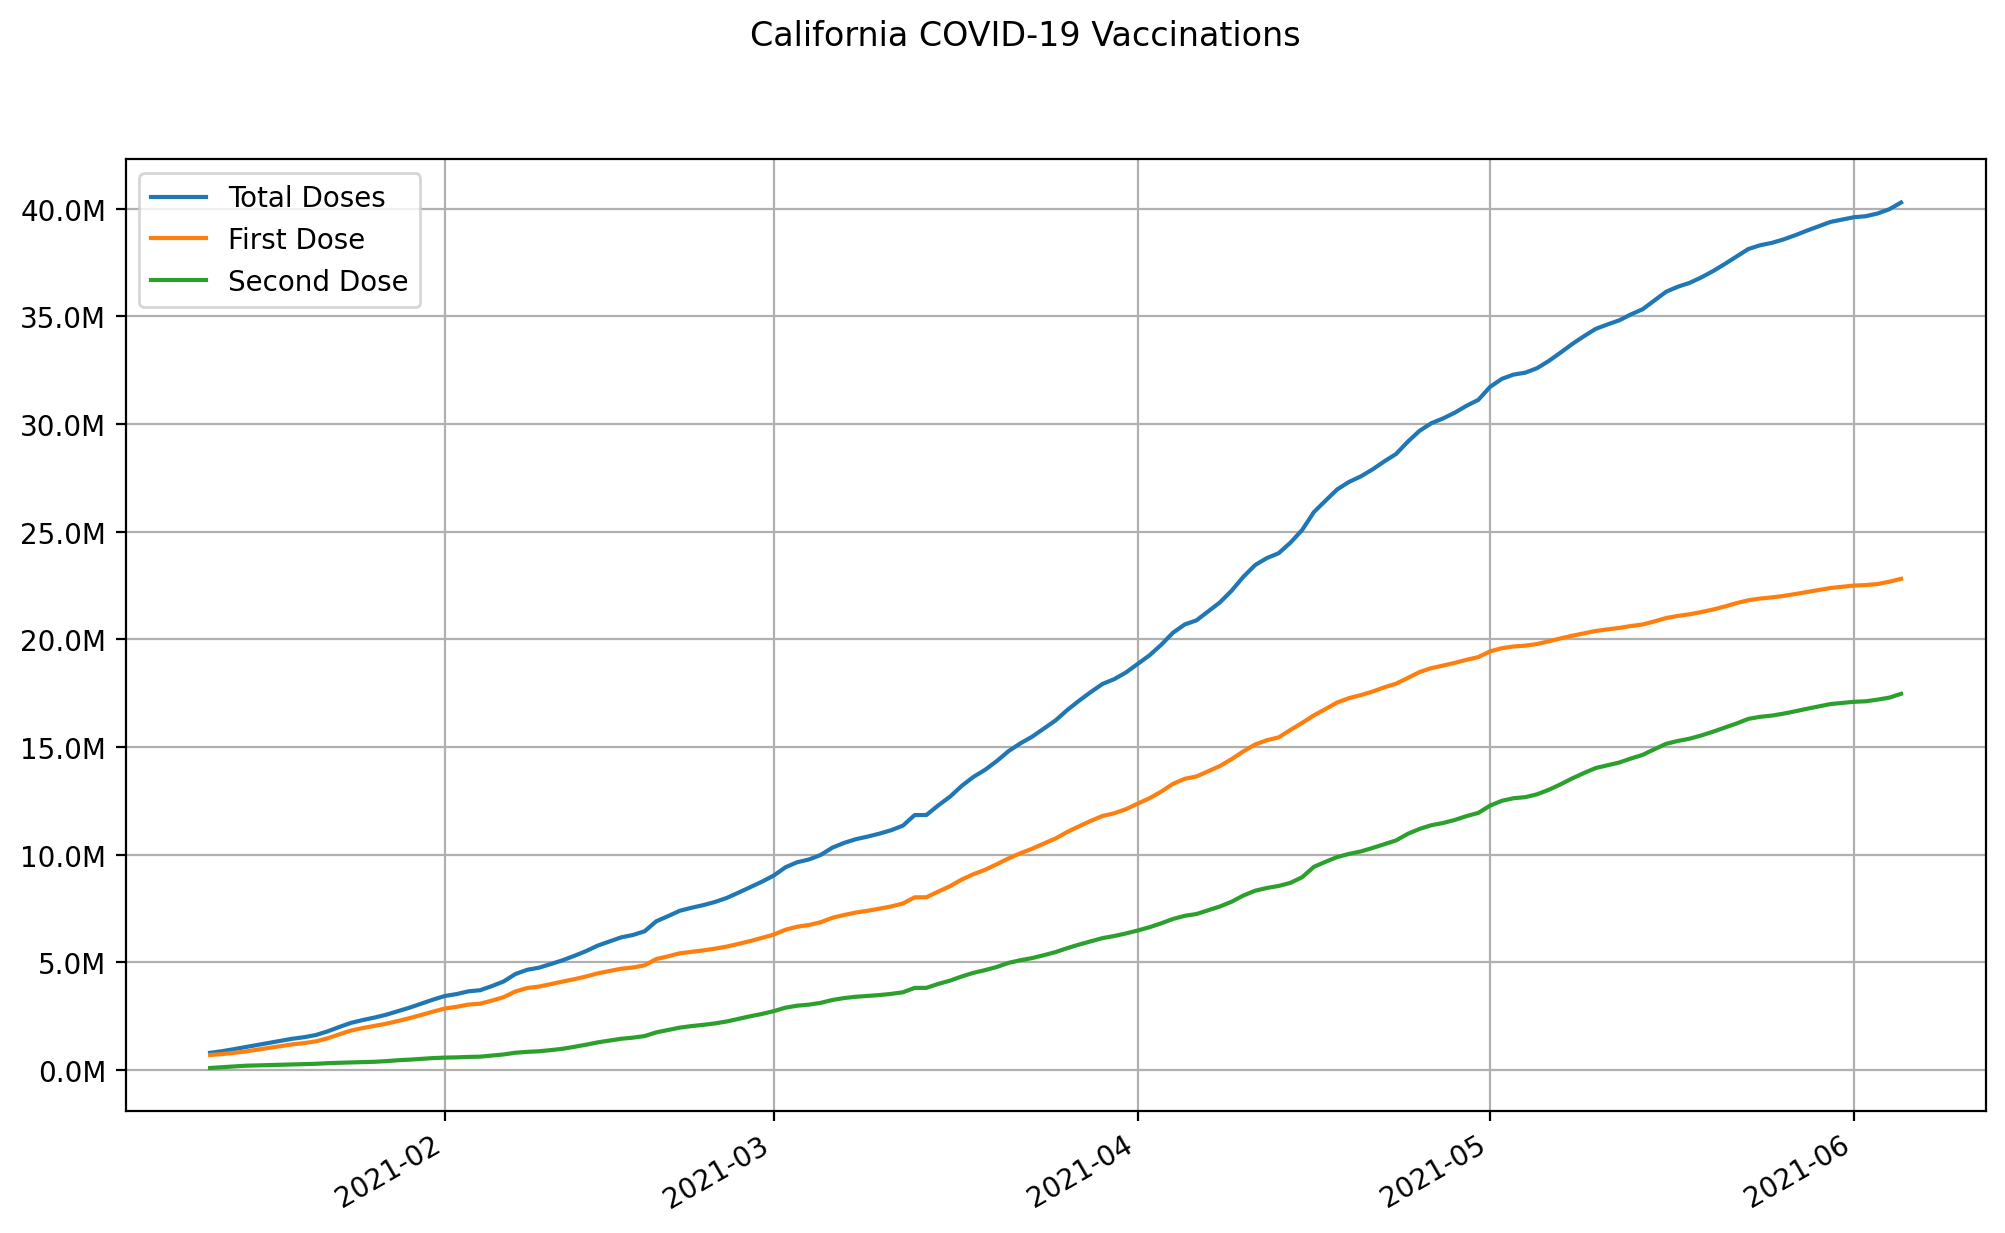 California COVID-19 Vaccinations
Total Doses
First Dose
Second Dose
40.0M
35.0M
30.0M
25.0M
20.0M
15.0M
10.0M
5.0M
0.0M
2021-02
2021-03
2021-04
2021-05
2021-06